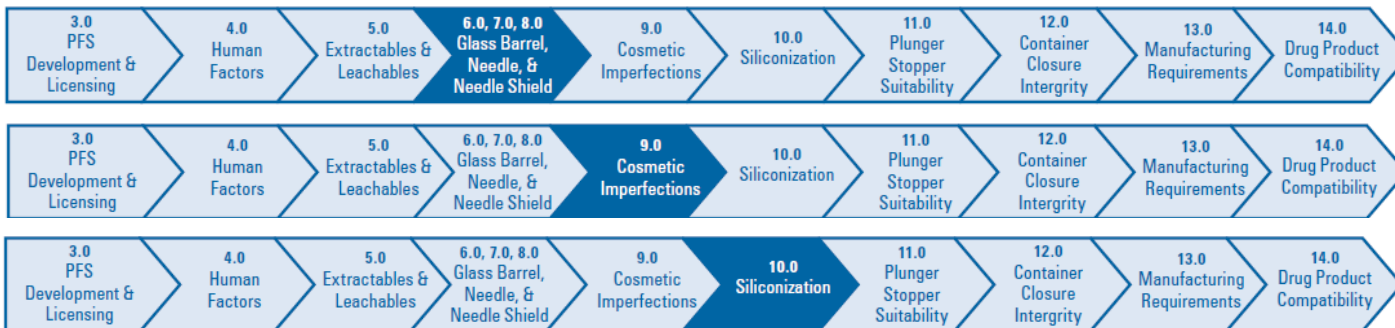 3.0
PFS
Development &
Licensing
4.0
Human
Factors
5.0
Extractables &
Leachables
6.0, 7.0, 8.0
Glass Barrel,
Needle, &
Needle Shield
9.0
Cosmetic
Imperfections
10.0
Siliconization
11.0
Plunger
Stopper
Suitability
12.0
Container
Closure
Intergrity
13.0
Manufacturing
Requirements
14.0
Drug Product
Compatibility
3.0
PFS
Development &
Licensing
4.0
Human
Factors
5.0
Extractables &
Leachables
6.0, 7.0, 8.0
Glass Barrel,
Needle, &
Needle Shield
9.0
Cosmetic
Imperfections
10.0
Siliconization
11.0
Plunger
Stopper
Suitability
12.0
Container
Closure
Intergrity
13.0
Manufacturing
Requirements
14.0
Drug Product
Compatibility
3.0
PFS
Development &
Licensing
4.0
Human
Factors
5.0
Extractables &
Leachables
6.0, 7.0, 8.0
Glass Barrel,
Needle, &
Needle Shield
9.0
Cosmetic
Imperfections
10.0
Siliconization
11.0
Plunger
Stopper
Suitability
12.0
Container
Closure
Intergrity
13.0
Manufacturing
Requirements
14.0
Drug Product
Compatibility